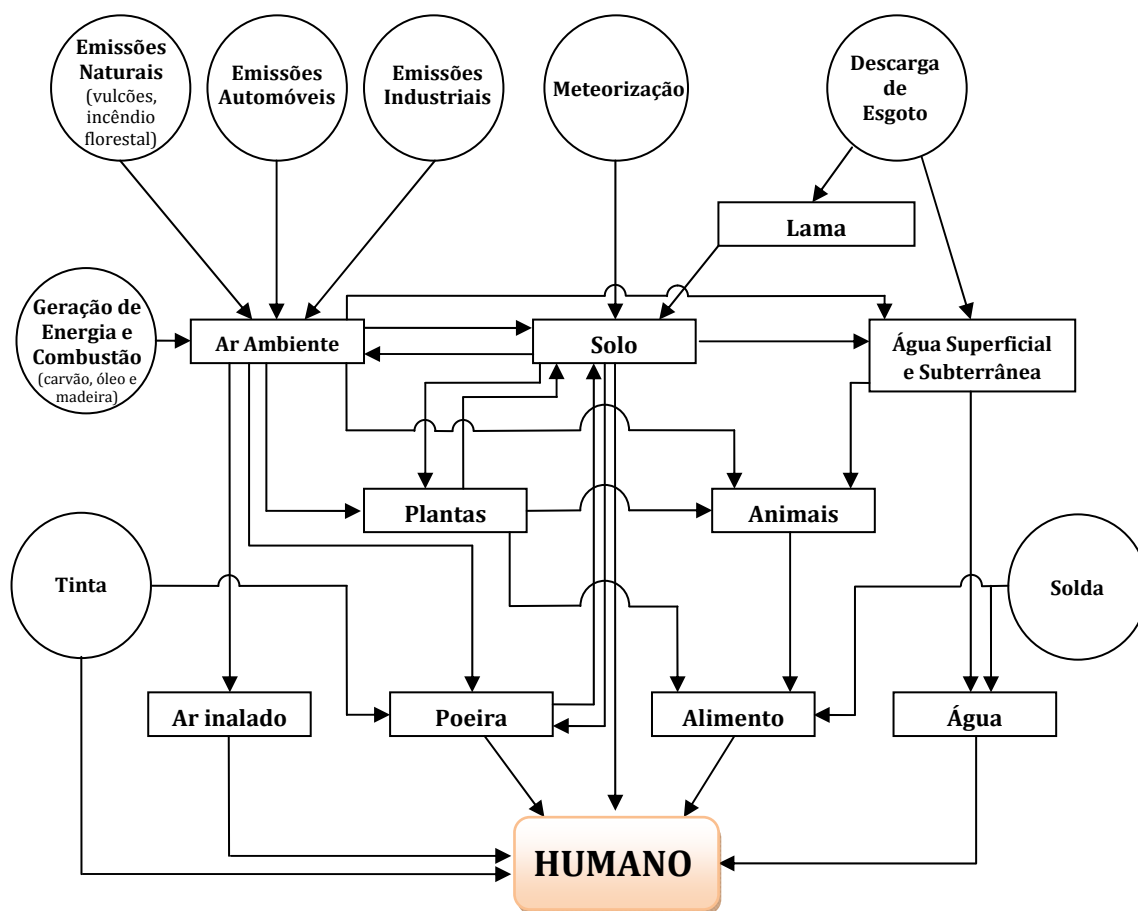 Emissões
Naturais
(vulcões,
incêndio
florestal)
Emissões
Automóveis
Emissões
Industriais
Meteorização
Descarga
de
Esgoto
Lama
Geração de
Energia e
Combustão
(carvão, óleo e
madeira)
Ar Ambiente
Solo
Água Superficial
e Subterrânea
Plantas
Animais
Tinta
Solda
Ar inalado
Poeira
Alimento
Água
HUMANO